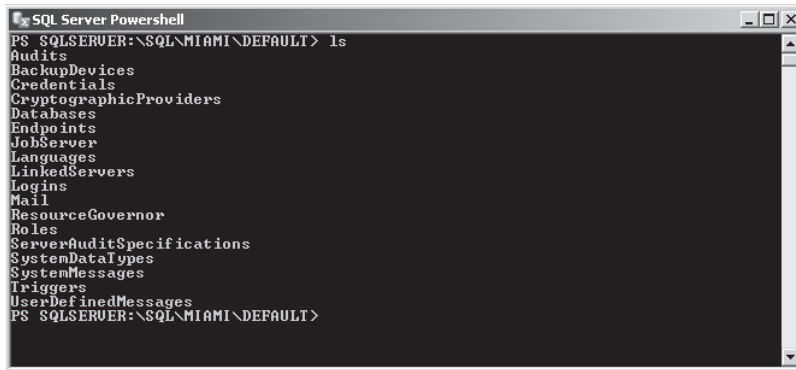 SQL Server Powershell
PS SQLSERVER:\SQL\MIAMI\DEFAULT> ls
Audits
BackupDevices
Credentials
CryptographicProviders
Databases
Endpoints
JobServer
Languages
LinkedServers
Logins
Mail
ResourceGovernor
Roles
ServerAuditSpecifications
SystemDataTypes
SystemMessages
Triggers
UserDefinedMessages
PS SQLSERVER:\SQL\MIAMI\DEFAULT>